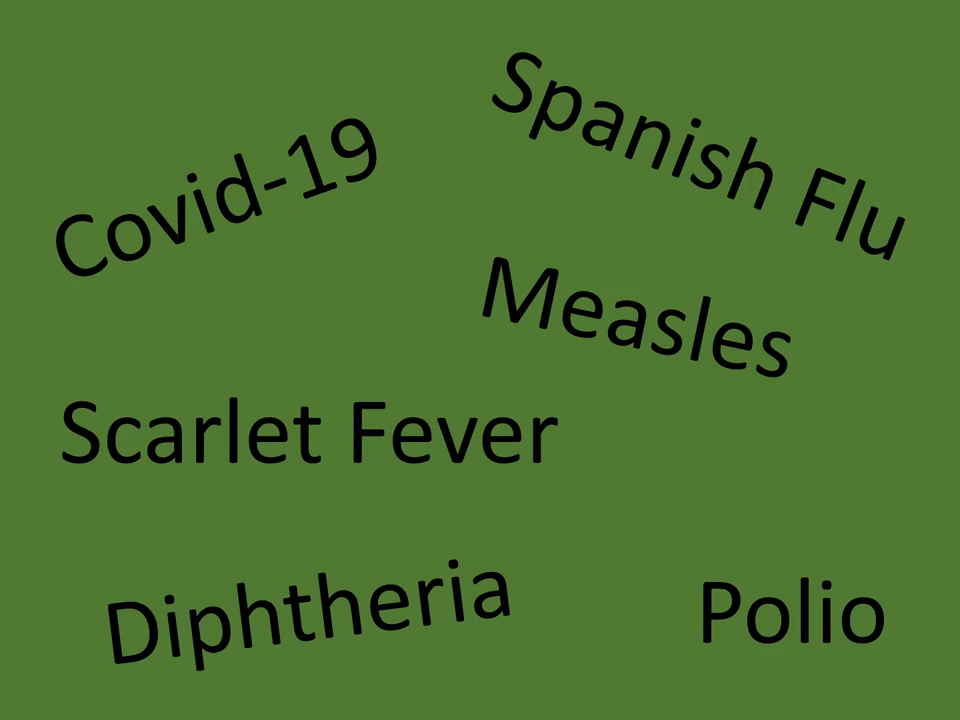 Covid-19
Spanish Flu
Measles
Scarlet Fever
Diphtheria
Polio